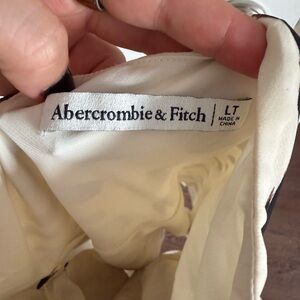 Abercrombie & Fitch
LT
MADE IN
CHINA